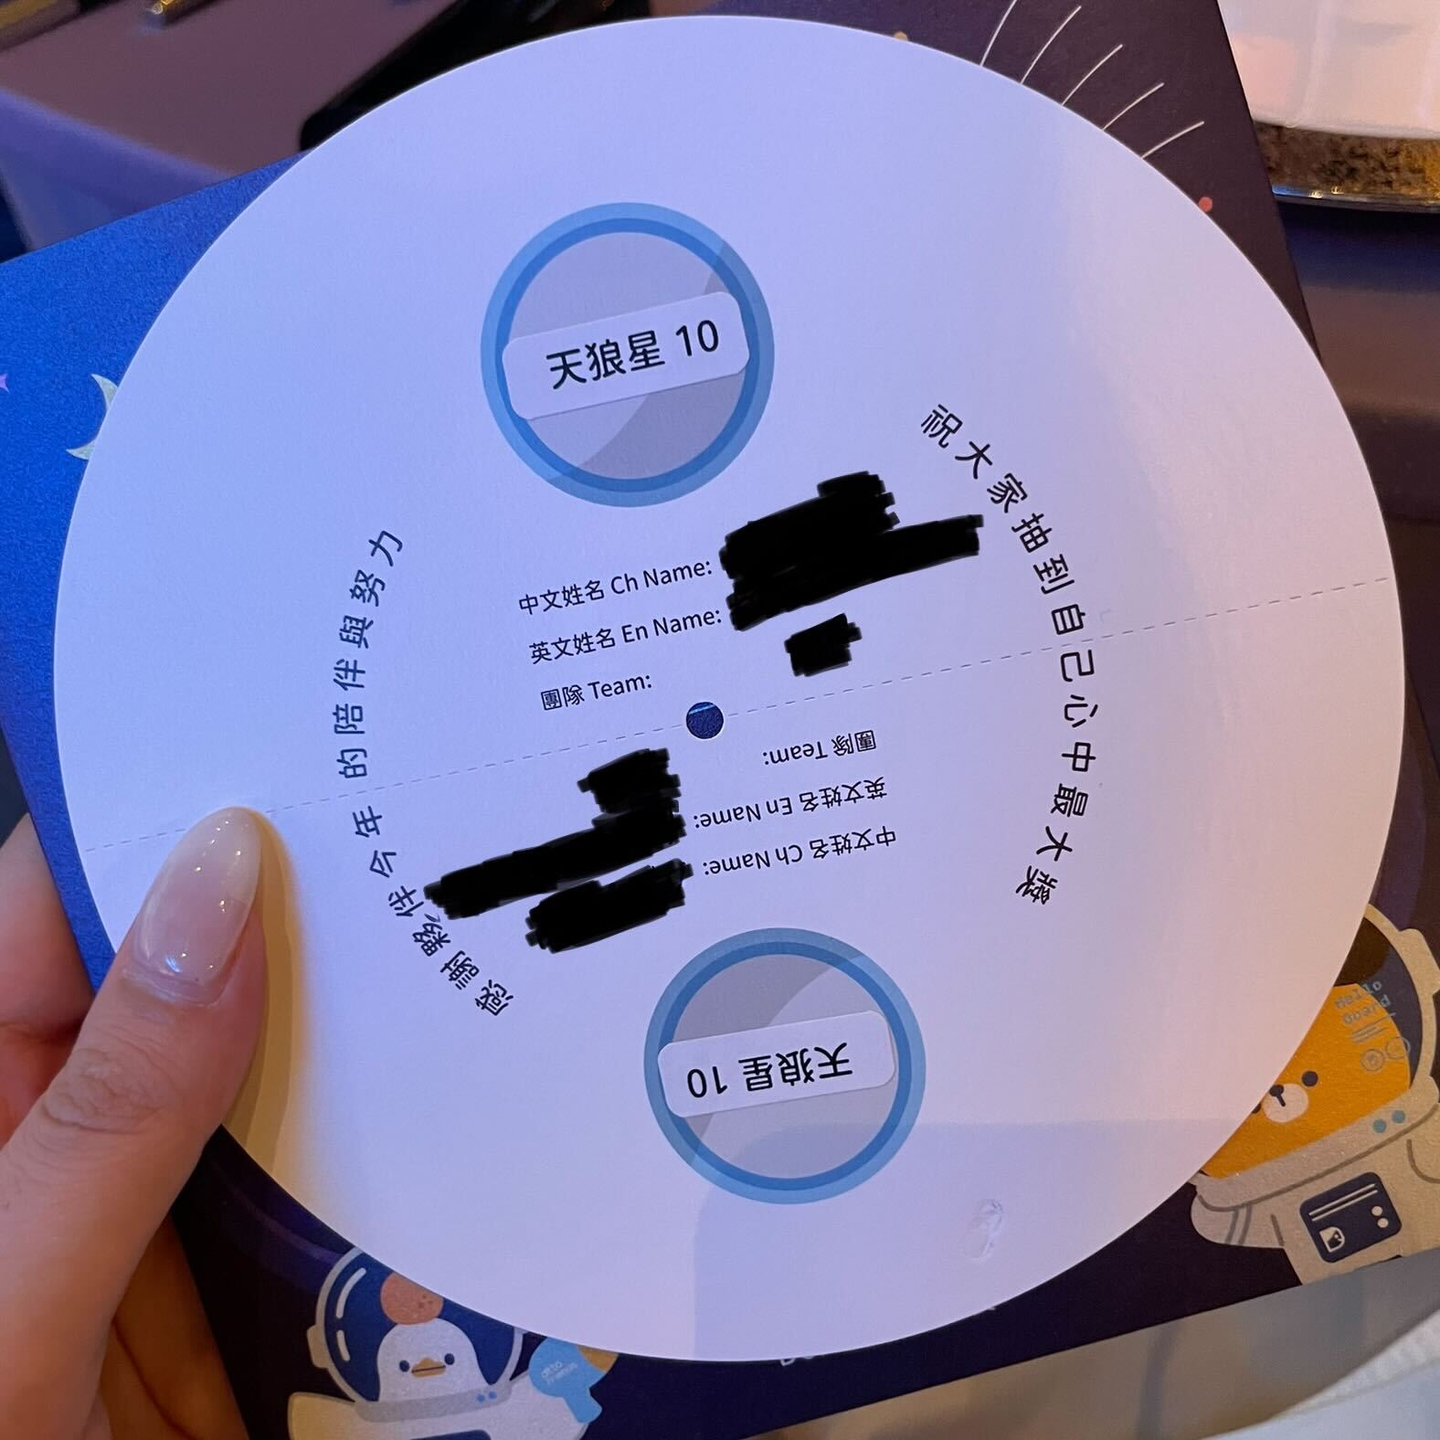 天狼星 10
中文姓名 Ch Name:
英文姓名 En Name:
團隊 Team:
祝大家抽到自己心中最大獎
感謝夥伴今年的陪伴與努力
團隊 Team:
英文姓名 En Name:
中文姓名 Ch Name:
天狼星 10
Hello